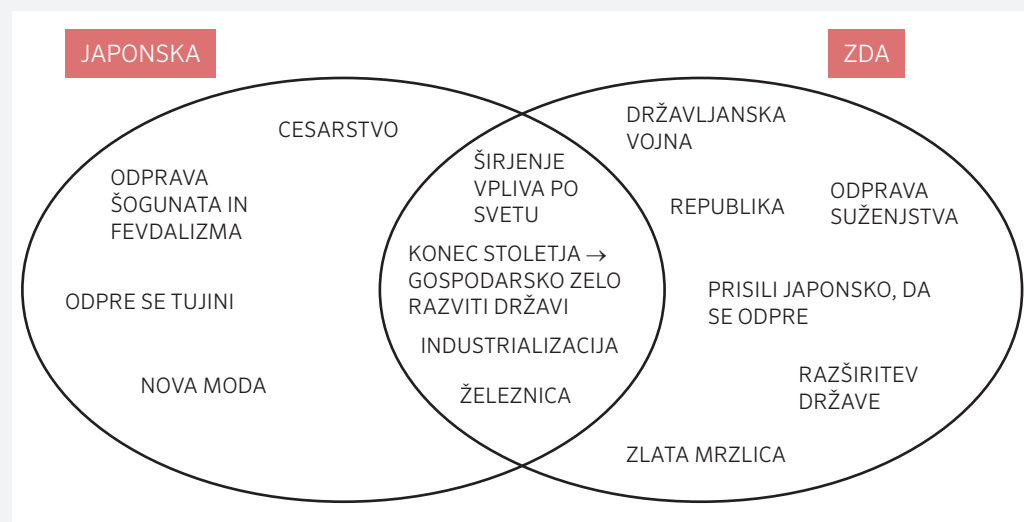 JAPONSKA
ZDA
CESARSTVO
ODPRAVA
ŠOGUNATA IN
FEVDALIZMA
ODPRE SE TUJINI
NOVA MODA
ŠIRJENJE
VPLIVA PO
SVETU
KONEC STOLETJA →
GOSPODARSKO ZELO
RAZVITI DRŽAVI
INDUSTRIALIZACIJA
ŽELEZNICA
DRŽAVLJANSKA
VOJNA
REPUBLIKA
ODPRAVA
SUŽENJSTVA
PRISILI JAPONSKO, DA
SE ODPRE
RAZŠIRITEV
DRŽAVE
ZLATA MRZLICA